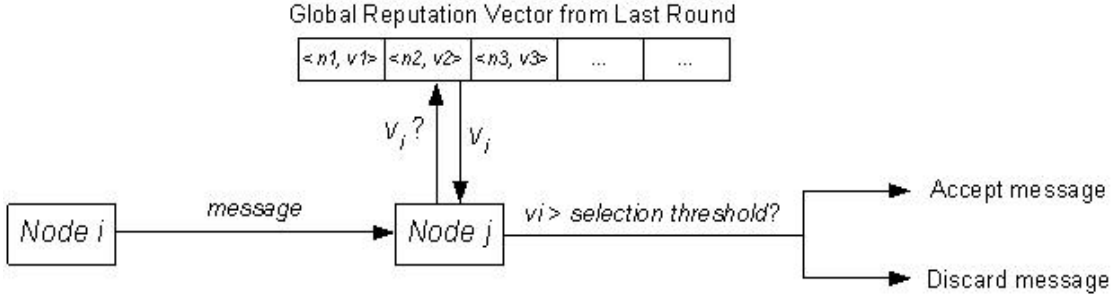 Global Reputation Vector from Last Round
<n1, v1> <n2, v2> <n3, v3> ... ...
v_i ? v_i
message
vi > selection threshold?
Node i
Node j
Accept message
Discard message